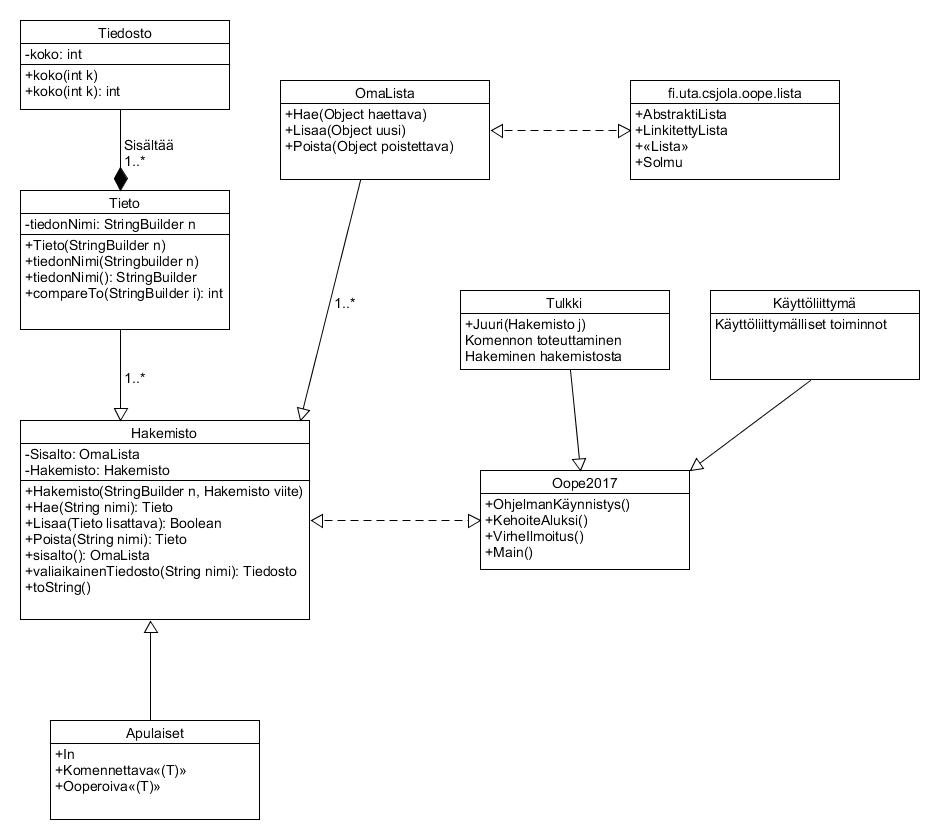 Tiedosto
-koko: int
+koko(int k)
+koko(int k): int
Sisältää
1..*
Tieto
-tiedonNimi: StringBuilder n
+Tieto(StringBuilder n)
+tiedonNimi(Stringbuilder n)
+tiedonNimi(): StringBuilder
+compareTo(StringBuilder i): int
1..*
OmaLista
+Hae(Object haettava)
+Lisaa(Object uusi)
+Poista(Object poistettava)
fi.uta.csjola.oope.lista
+AbstraktiLista
+LinkitettyLista
+«Lista»
+Solmu
1..*
Tulkki
+Juuri(Hakemisto j)
Komennon toteuttaminen
Hakeminen hakemistosta
Käyttöliittymä
Käyttöliittymälliset toiminnot
Hakemisto
-Sisalto: OmaLista
-Hakemisto: Hakemisto
+Hakemisto(StringBuilder n, Hakemisto viite)
+Hae(String nimi): Tieto
+Lisaa(Tieto lisattava): Boolean
+Poista(String nimi): Tieto
+sisalto(): OmaLista
+valiaikainenTiedosto(String nimi): Tiedosto
+toString()
Oope2017
+OhjelmanKäynnistys()
+KehoiteAluksi()
+VirheIlmoitus()
+Main()
Apulaiset
+In
+Komennettava«(T)»
+Ooperoiva«(T)»